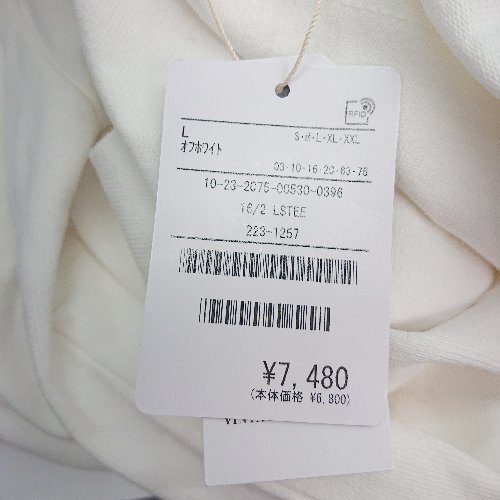 RFID
L S・M・L・XL・XXL
オフホワイト
03・10・16・20・63・76
10-23-2076-00530-0396
16/2 LSTEE
223-1257
¥7,480
(本体価格 ¥6,800)